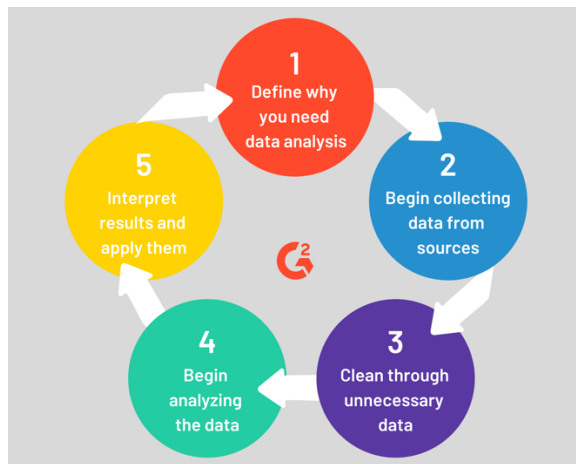 1
Define why
you need
data analysis
2
Begin collecting
data from
sources
3
Clean through
unnecessary
data
4
Begin
analyzing
the data
5
Interpret
results and
apply them
G2